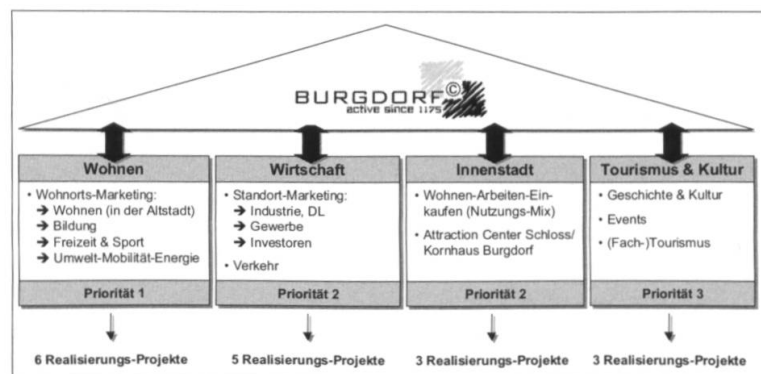 BURGDORF©
active since 1175
Wohnen
• Wohnorts-Marketing:
➔ Wohnen (in der Altstadt)
➔ Bildung
➔ Freizeit & Sport
➔ Umwelt-Mobilität-Energie
Priorität 1
6 Realisierungs-Projekte
Wirtschaft
• Standort-Marketing:
➔ Industrie, DL
➔ Gewerbe
➔ Investoren
• Verkehr
Priorität 2
5 Realisierungs-Projekte
Innenstadt
• Wohnen-Arbeiten-Ein-
kaufen (Nutzungs-Mix)
• Attraction Center Schloss/
Kornhaus Burgdorf
Priorität 2
3 Realisierungs-Projekte
Tourismus & Kultur
• Geschichte & Kultur
• Events
• (Fach-)Tourismus
Priorität 3
3 Realisierungs-Projekte